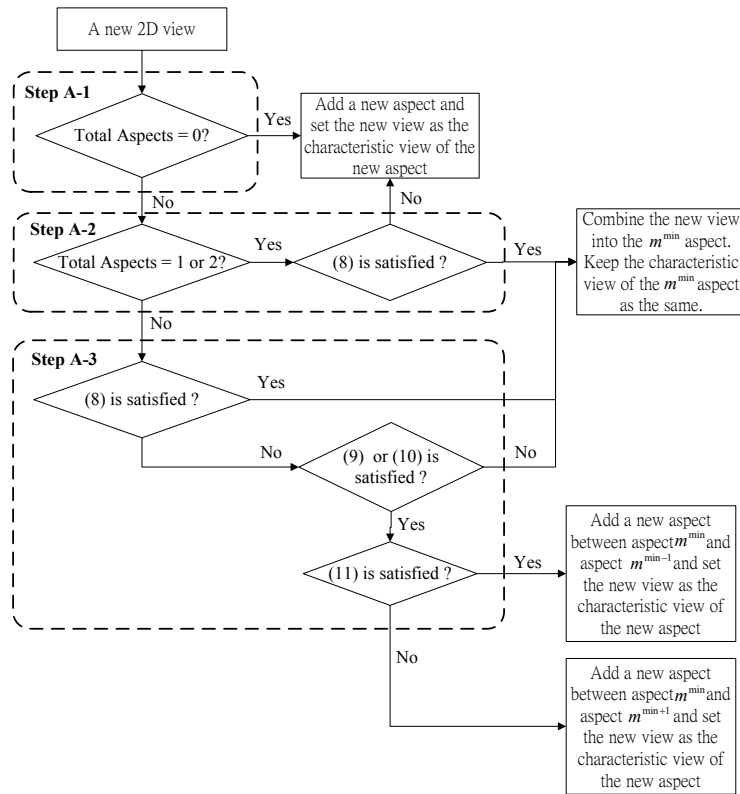 A new 2D view
Step A-1
Total Aspects = 0?
Yes
Add a new aspect and
set the new view as the
characteristic view of the
new aspect
No
No
Step A-2
Total Aspects = 1 or 2?
Yes
(8) is satisfied ?
Yes
Combine the new view
into the m^min aspect.
Keep the characteristic
view of the m^min aspect
as the same.
No
Step A-3
(8) is satisfied ?
Yes
No
(9) or (10) is
satisfied ?
No
Yes
(11) is satisfied ?
Yes
Add a new aspect
between aspect m^min and
aspect m^min−1 and set
the new view as the
characteristic view of
the new aspect
No
Add a new aspect
between aspect m^min and
aspect m^min+1 and set
the new view as the
characteristic view of
the new aspect